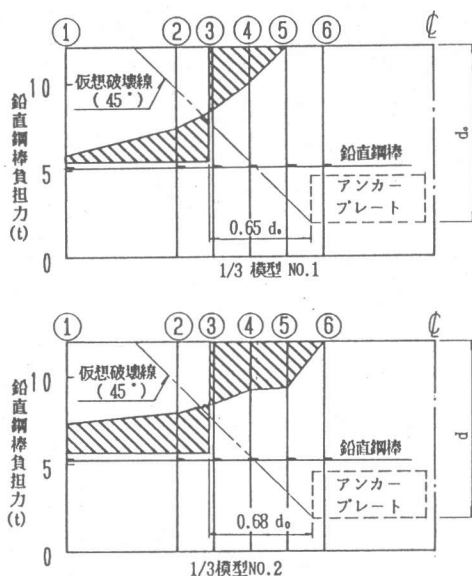 ① ② ③ ④ ⑤ ⑥ ℄
仮想破壊線
(45°)
10
5
0
鉛直鋼棒負担力(t)
鉛直鋼棒
アンカー
プレート
0.65 d₀
d₀
1/3 模型 NO.1
① ② ③ ④ ⑤ ⑥ ℄
仮想破壊線
(45°)
10
5
0
鉛直鋼棒負担力(t)
鉛直鋼棒
アンカー
プレート
0.68 d₀
d
1/3模型NO.2